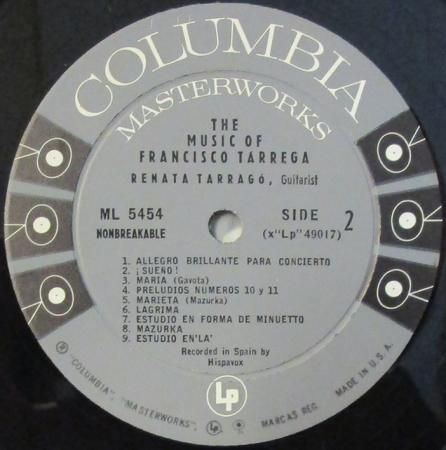 COLUMBIA
MASTERWORKS
THE
MUSIC OF
FRANCISCO TARREGA
RENATA TARRAGÓ, Guitarist
ML 5454 SIDE 2
NONBREAKABLE (x"Lp"49017)
1. ALLEGRO BRILLANTE PARA CONCIERTO
2. ¡SUEÑO!
3. MARIA (Gavota)
4. PRELUDIOS NUMEROS 10 y 11
5. MARIETA (Mazurka)
6. LAGRIMA
7. ESTUDIO EN FORMA DE MINUETTO
8. MAZURKA
9. ESTUDIO EN'LA'
Recorded in Spain by
Hispavox
Lp
® "COLUMBIA", "MASTERWORKS", Lp MARCAS REG. MADE IN U.S.A.